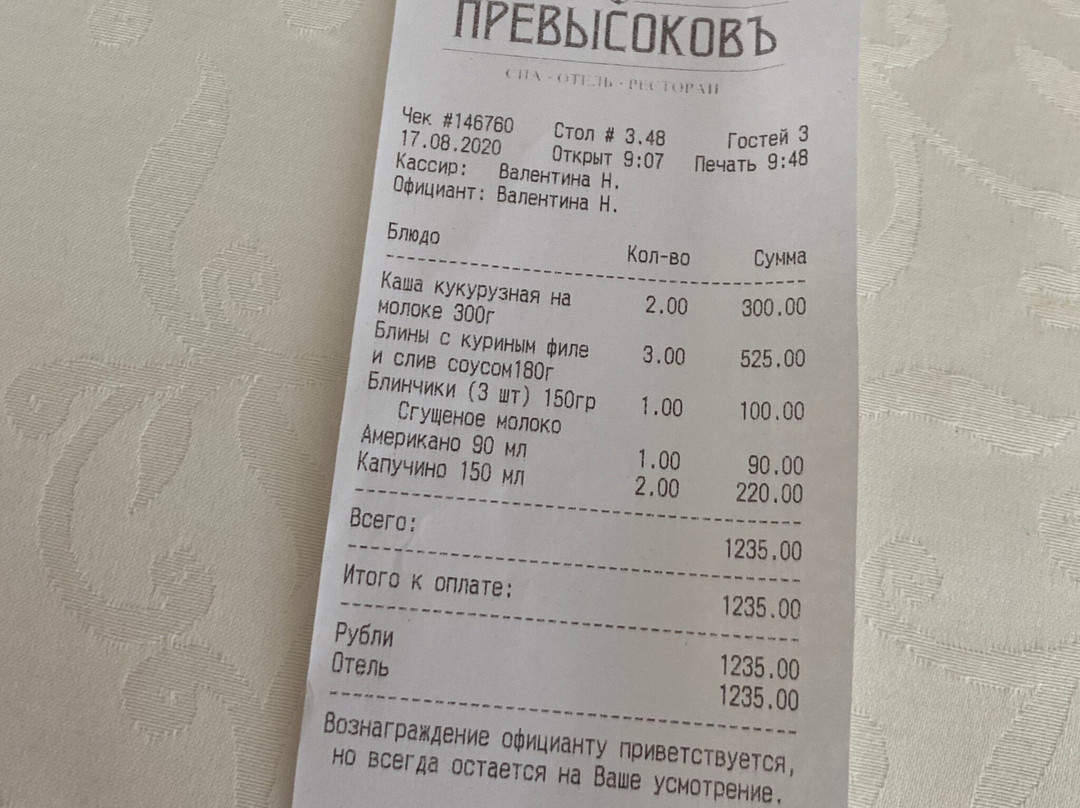 ПРЕВЫСОКОВЪ
СПА - ОТЕЛЬ - РЕСТОРАН
Чек #146760 Стол # 3.48 Гостей 3
17.08.2020 Открыт 9:07 Печать 9:48
Кассир: Валентина Н.
Официант: Валентина Н.
Блюдо Кол-во Сумма
Каша кукурузная на 2.00 300.00
молоке 300г
Блины с куриным филе 3.00 525.00
и слив соусом180г
Блинчики (3 шт) 150гр 1.00 100.00
Сгущеное молоко
Американо 90 мл 1.00 90.00
Капучино 150 мл 2.00 220.00
Всего: 1235.00
Итого к оплате: 1235.00
Рубли 1235.00
Отель 1235.00
Вознаграждение официанту приветствуется,
но всегда остается на Ваше усмотрение.